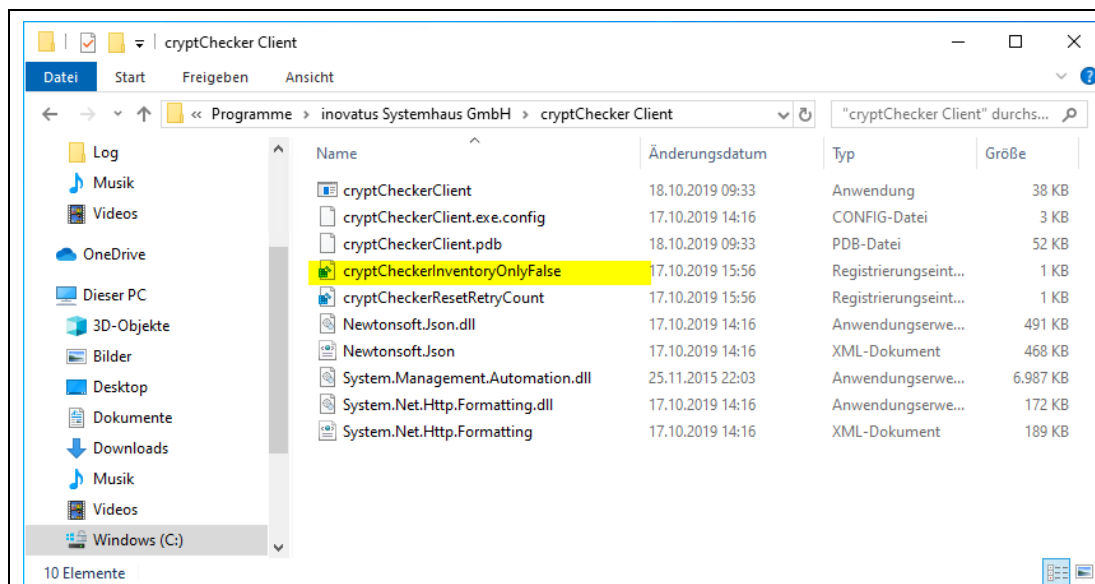 cryptChecker Client
Datei Start Freigeben Ansicht
« Programme › inovatus Systemhaus GmbH › cryptChecker Client
"cryptChecker Client" durchs...
Log
Musik
Videos
OneDrive
Dieser PC
3D-Objekte
Bilder
Desktop
Dokumente
Downloads
Musik
Videos
Windows (C:)
Name Änderungsdatum Typ Größe
cryptCheckerClient 18.10.2019 09:33 Anwendung 38 KB
cryptCheckerClient.exe.config 17.10.2019 14:16 CONFIG-Datei 3 KB
cryptCheckerClient.pdb 18.10.2019 09:33 PDB-Datei 52 KB
cryptCheckerInventoryOnlyFalse 17.10.2019 15:56 Registrierungseint... 1 KB
cryptCheckerResetRetryCount 17.10.2019 15:56 Registrierungseint... 1 KB
Newtonsoft.Json.dll 17.10.2019 14:16 Anwendungserwe... 491 KB
Newtonsoft.Json 17.10.2019 14:16 XML-Dokument 468 KB
System.Management.Automation.dll 25.11.2015 22:03 Anwendungserwe... 6.987 KB
System.Net.Http.Formatting.dll 17.10.2019 14:16 Anwendungserwe... 172 KB
System.Net.Http.Formatting 17.10.2019 14:16 XML-Dokument 189 KB
10 Elemente